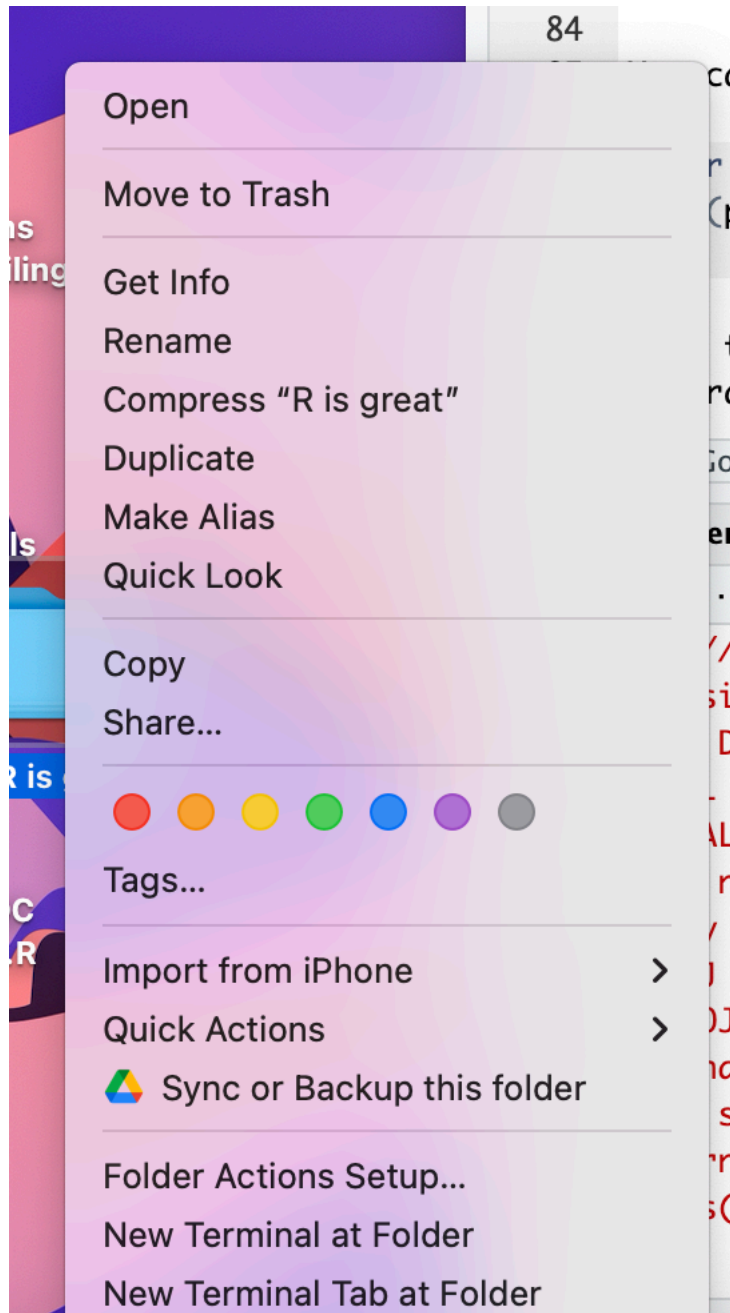 84
Open
Move to Trash
Get Info
Rename
Compress “R is great”
Duplicate
Make Alias
Quick Look
Copy
Share...
R is
Tags...
.R
Import from iPhone
Quick Actions
Sync or Backup this folder
Folder Actions Setup...
New Terminal at Folder
New Terminal Tab at Folder